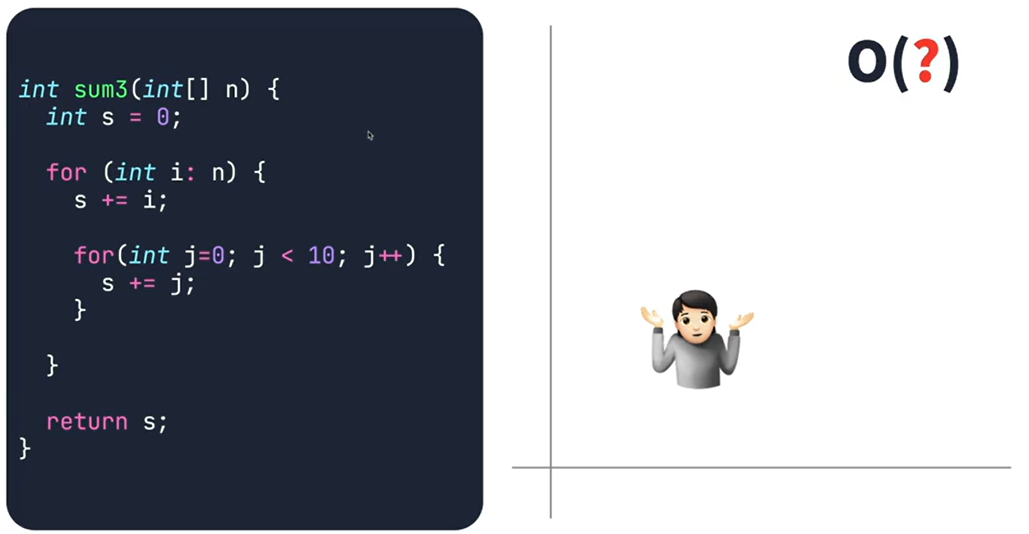 int sum3(int[] n) {
int s = 0;
for (int i: n) {
s += i;
for(int j=0; j < 10; j++) {
s += j;
}
}
return s;
}
O(?)